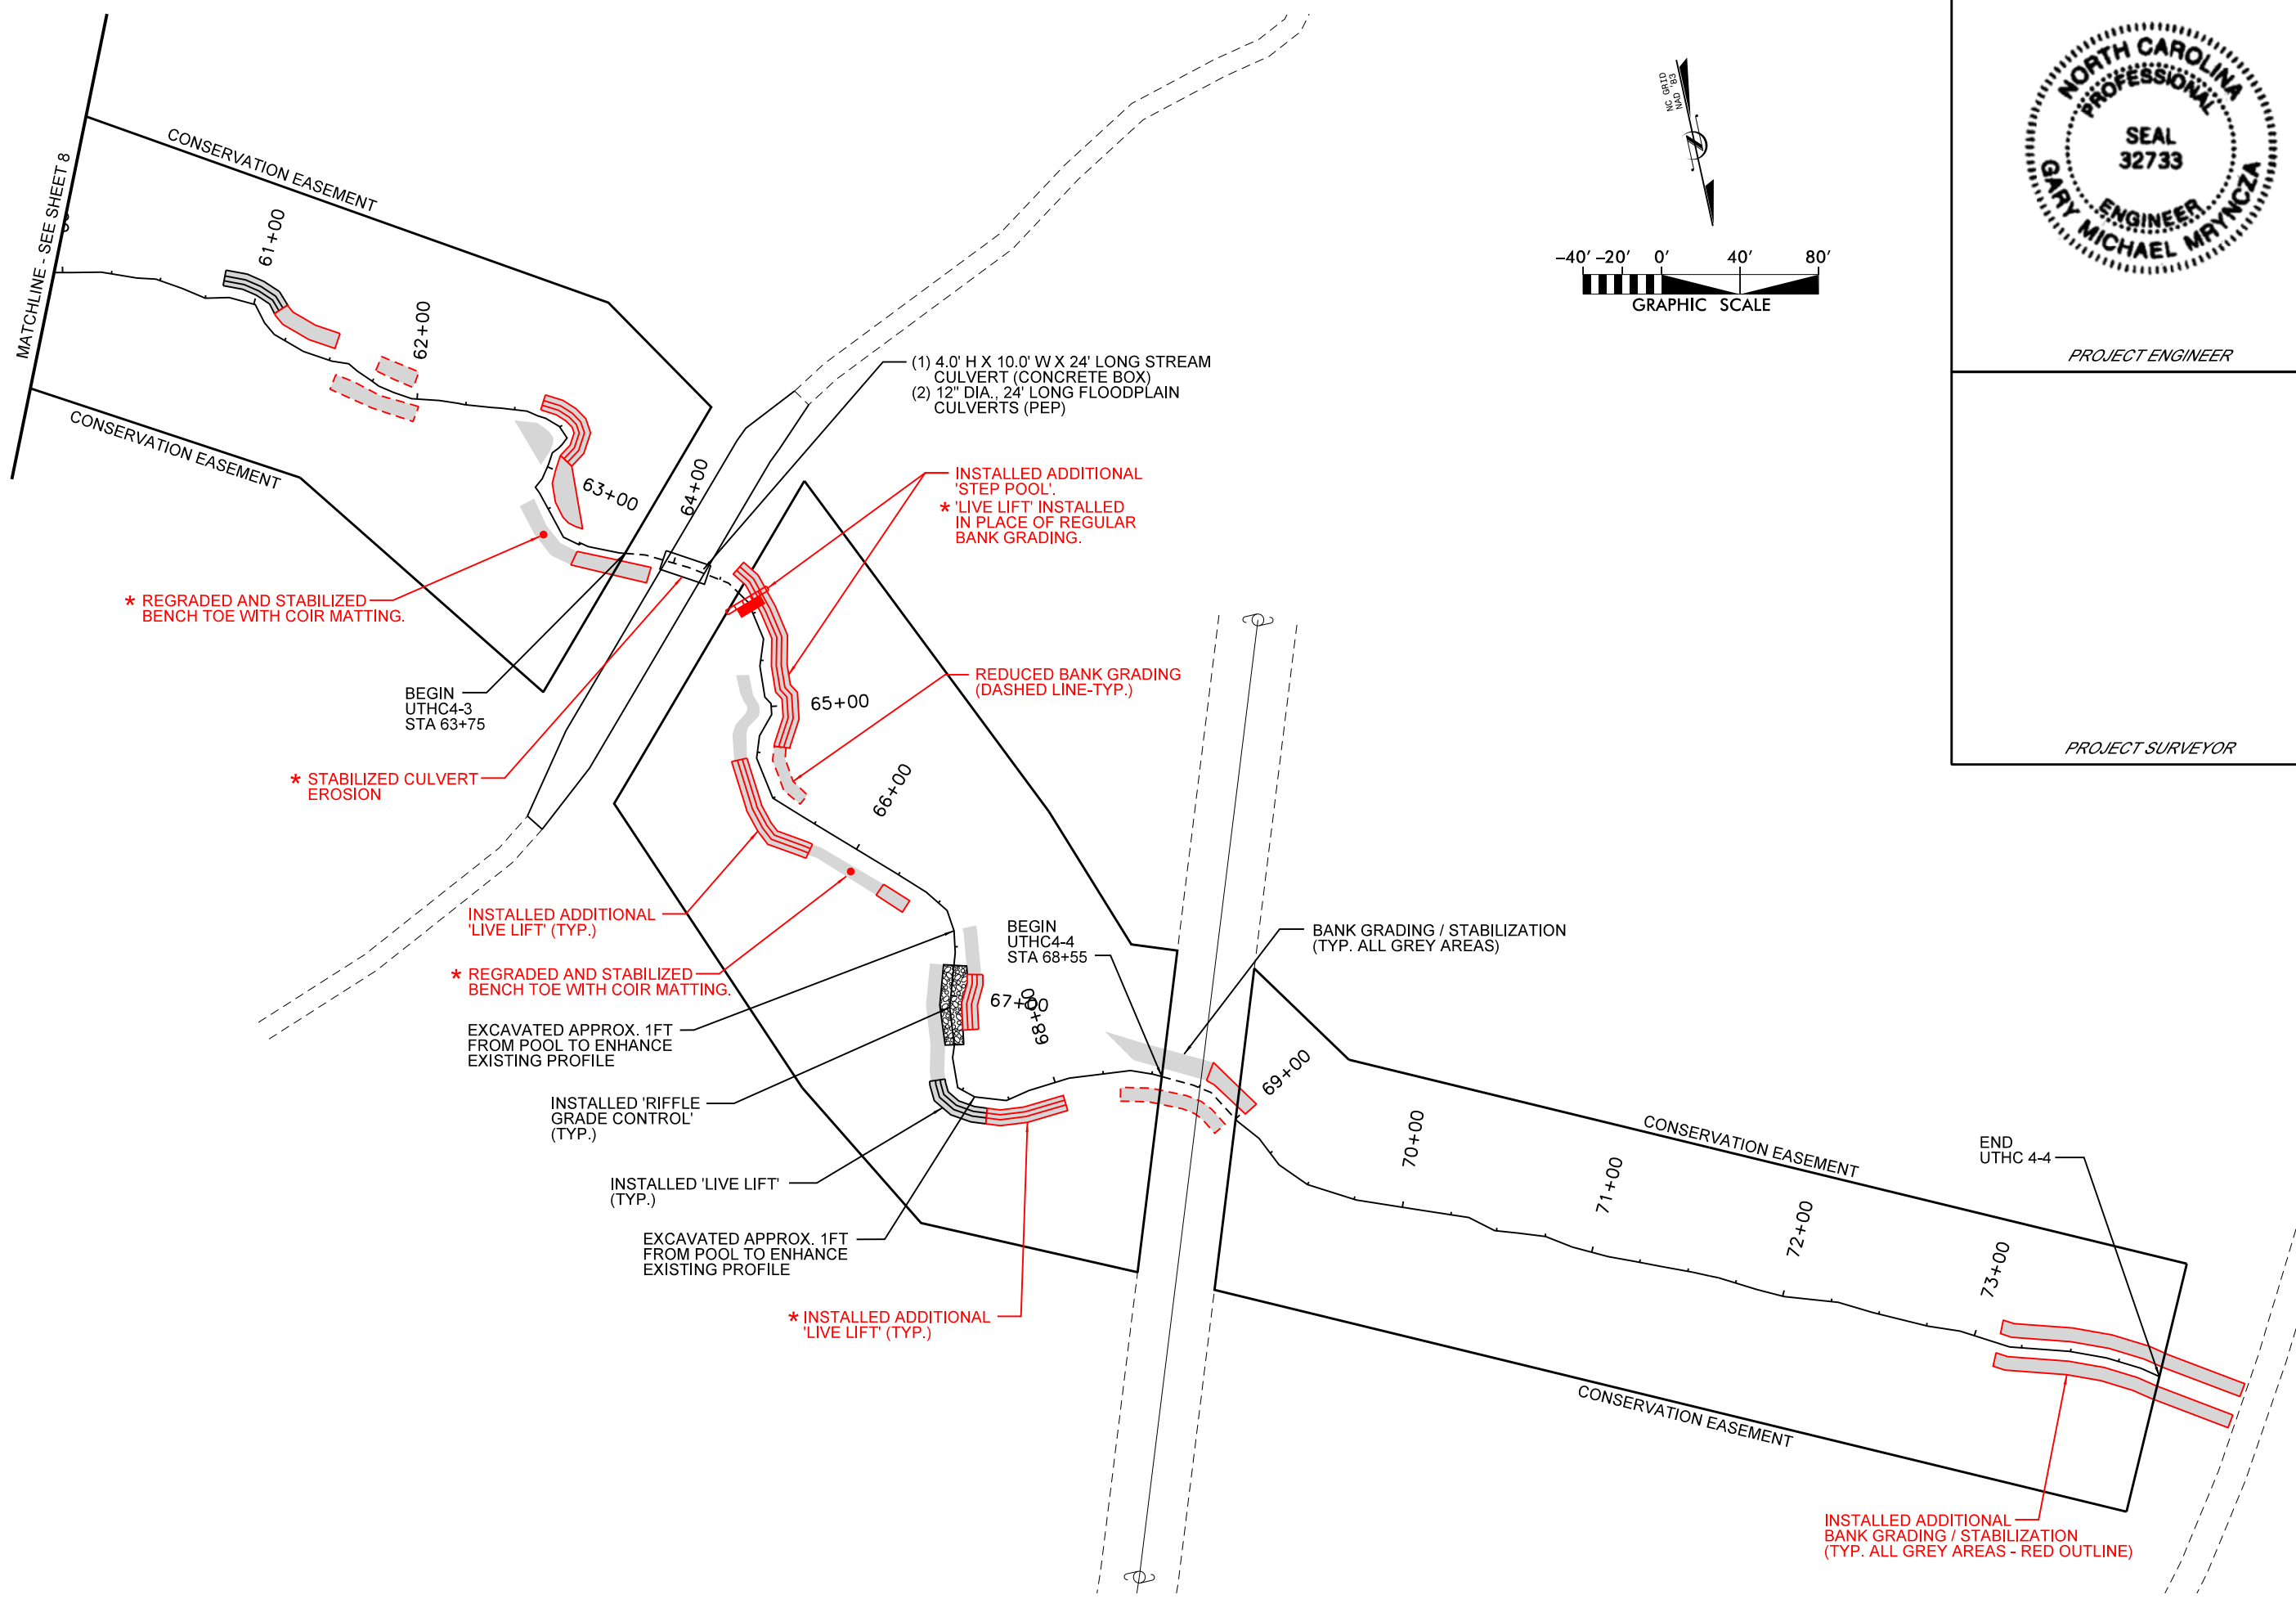 MATCHLINE - SEE SHEET 8
CONSERVATION EASEMENT
61+00
62+00
CONSERVATION EASEMENT
63+00
64+00
(1) 4.0' H X 10.0' W X 24' LONG STREAM
CULVERT (CONCRETE BOX)
(2) 12" DIA., 24' LONG FLOODPLAIN
CULVERTS (PEP)
NC GRID
NAD '83
-40' -20' 0' 40' 80'
GRAPHIC SCALE
NORTH CAROLINA
PROFESSIONAL
SEAL
32733
ENGINEER
GARY MICHAEL MRYNCZA
PROJECT ENGINEER
PROJECT SURVEYOR
INSTALLED ADDITIONAL
'STEP POOL'.
* 'LIVE LIFT' INSTALLED
IN PLACE OF REGULAR
BANK GRADING.
* REGRADED AND STABILIZED
BENCH TOE WITH COIR MATTING.
BEGIN
UTHC4-3
STA 63+75
* STABILIZED CULVERT
EROSION
REDUCED BANK GRADING
(DASHED LINE-TYP.)
65+00
66+00
INSTALLED ADDITIONAL
'LIVE LIFT' (TYP.)
* REGRADED AND STABILIZED
BENCH TOE WITH COIR MATTING.
EXCAVATED APPROX. 1FT
FROM POOL TO ENHANCE
EXISTING PROFILE
INSTALLED 'RIFFLE
GRADE CONTROL'
(TYP.)
INSTALLED 'LIVE LIFT'
(TYP.)
EXCAVATED APPROX. 1FT
FROM POOL TO ENHANCE
EXISTING PROFILE
* INSTALLED ADDITIONAL
'LIVE LIFT' (TYP.)
67+00
68+00
BEGIN
UTHC4-4
STA 68+55
BANK GRADING / STABILIZATION
(TYP. ALL GREY AREAS)
69+00
70+00
71+00
72+00
73+00
CONSERVATION EASEMENT
END
UTHC 4-4
CONSERVATION EASEMENT
INSTALLED ADDITIONAL
BANK GRADING / STABILIZATION
(TYP. ALL GREY AREAS - RED OUTLINE)